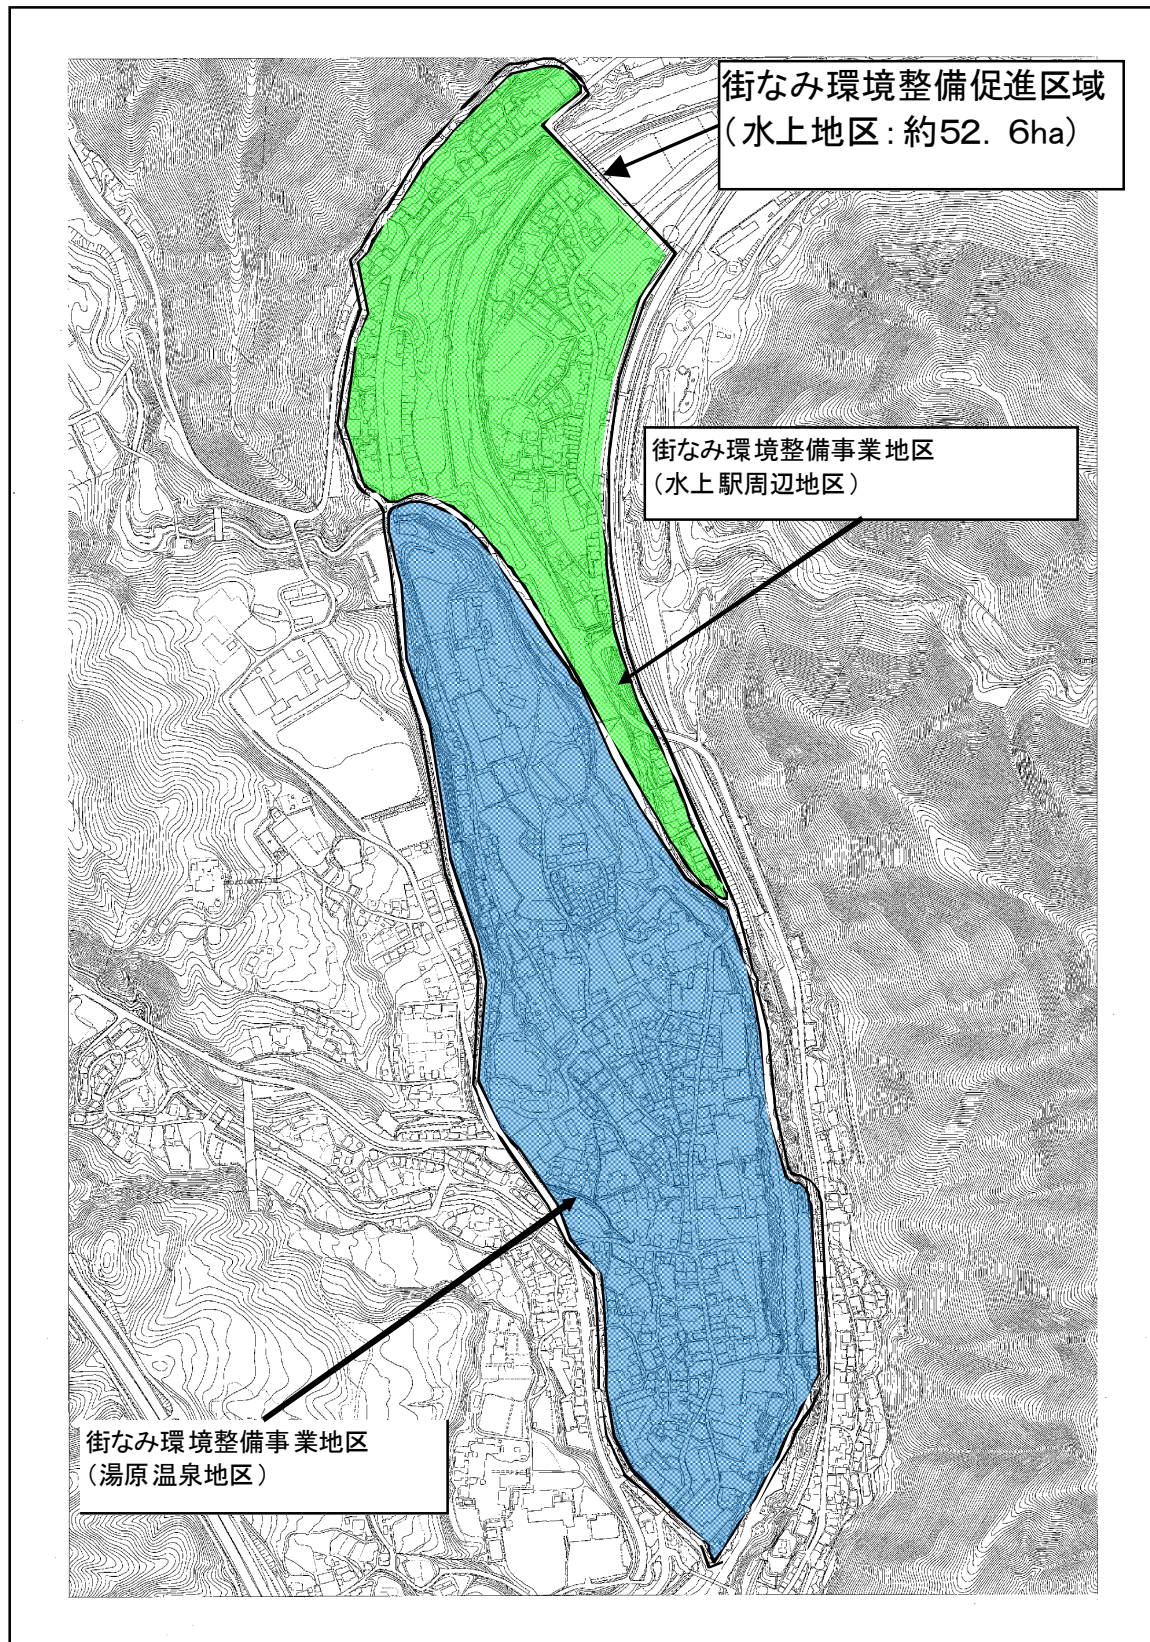 街なみ環境整備促進区域
（水上地区：約52．6ha）
街なみ環境整備事業地区
（水上駅周辺地区）
街なみ環境整備事業地区
（湯原温泉地区）